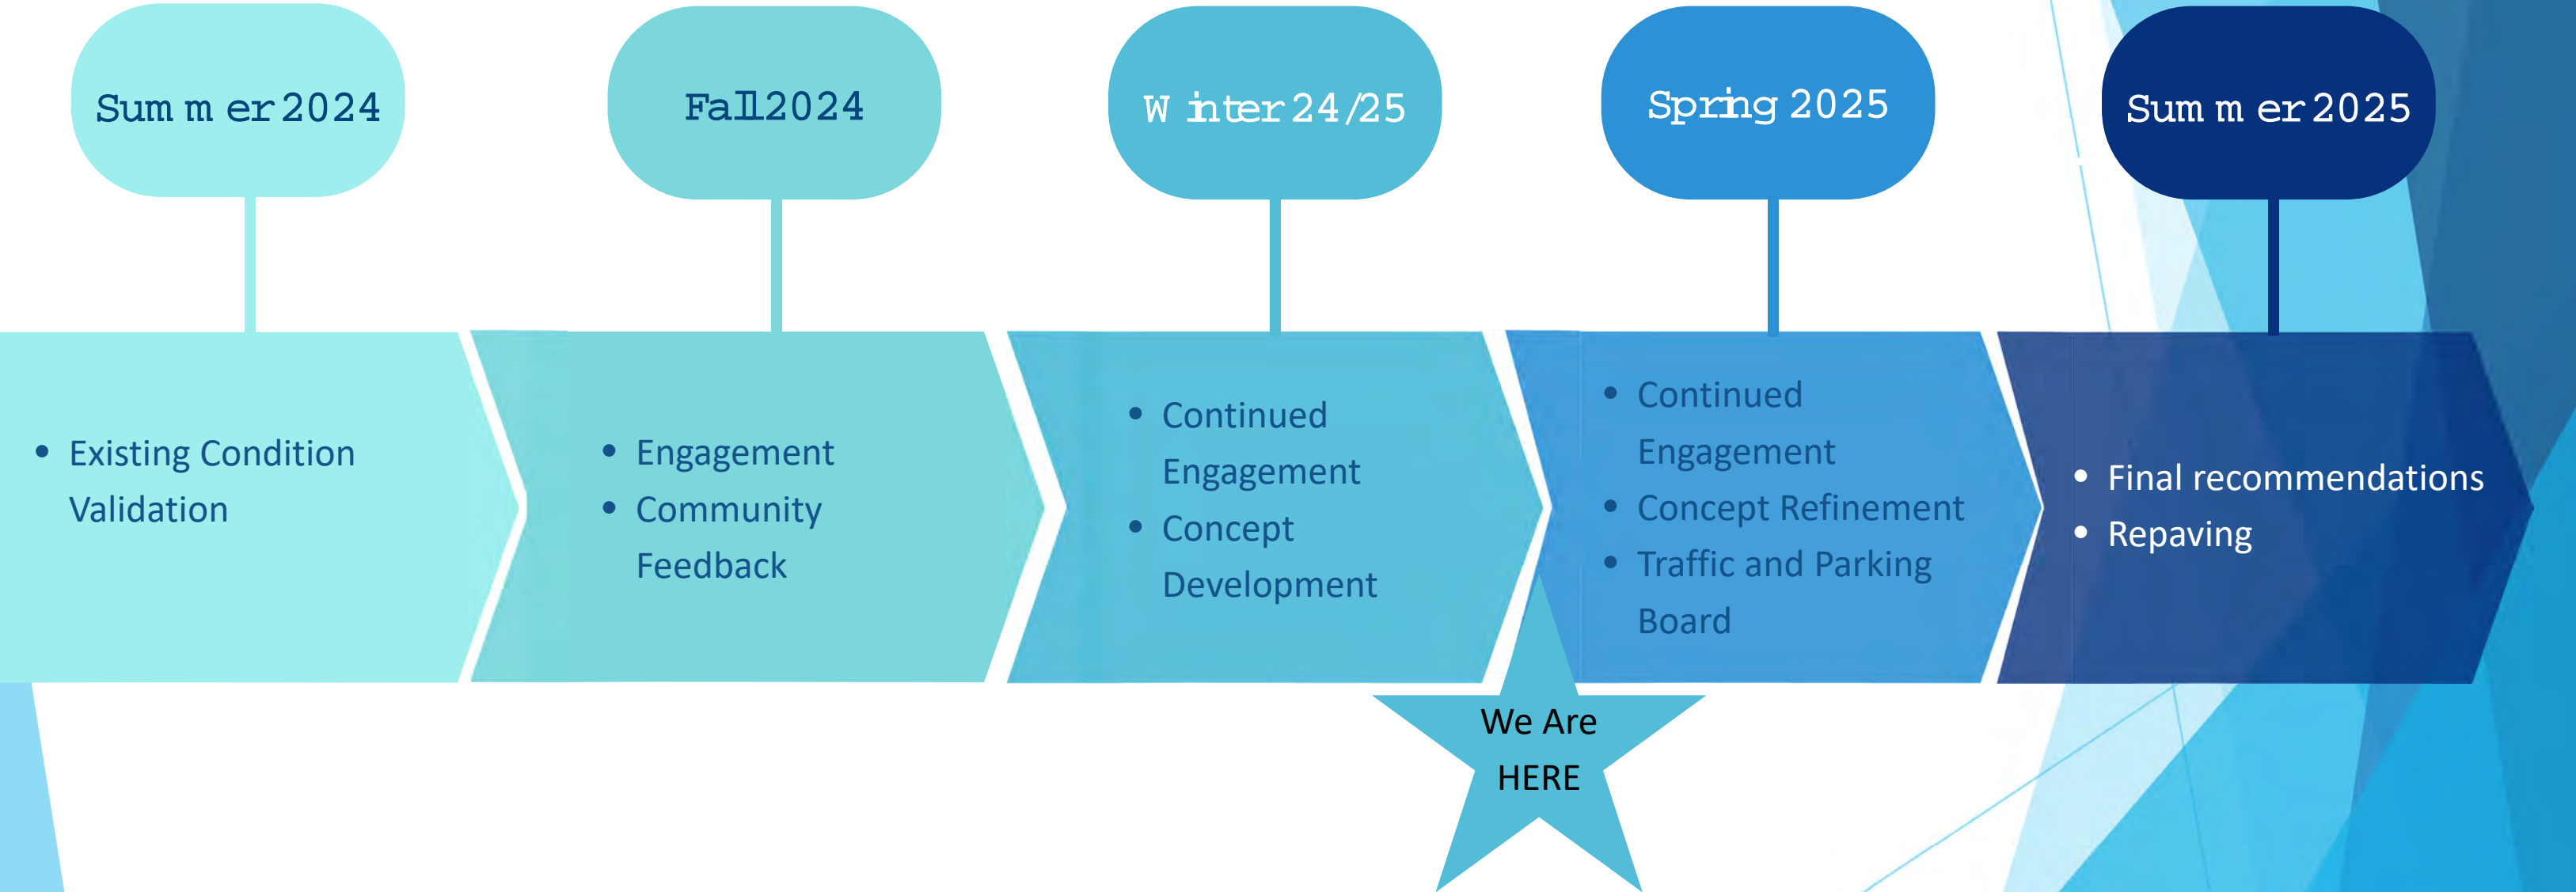 Summer 2024
Fall 2024
Winter 24/25
Spring 2025
Summer 2025
• Existing Condition
Validation
• Engagement
• Community
Feedback
• Continued
Engagement
• Concept
Development
• Continued
Engagement
• Concept Refinement
• Traffic and Parking
Board
• Final recommendations
• Repaving
We Are
HERE